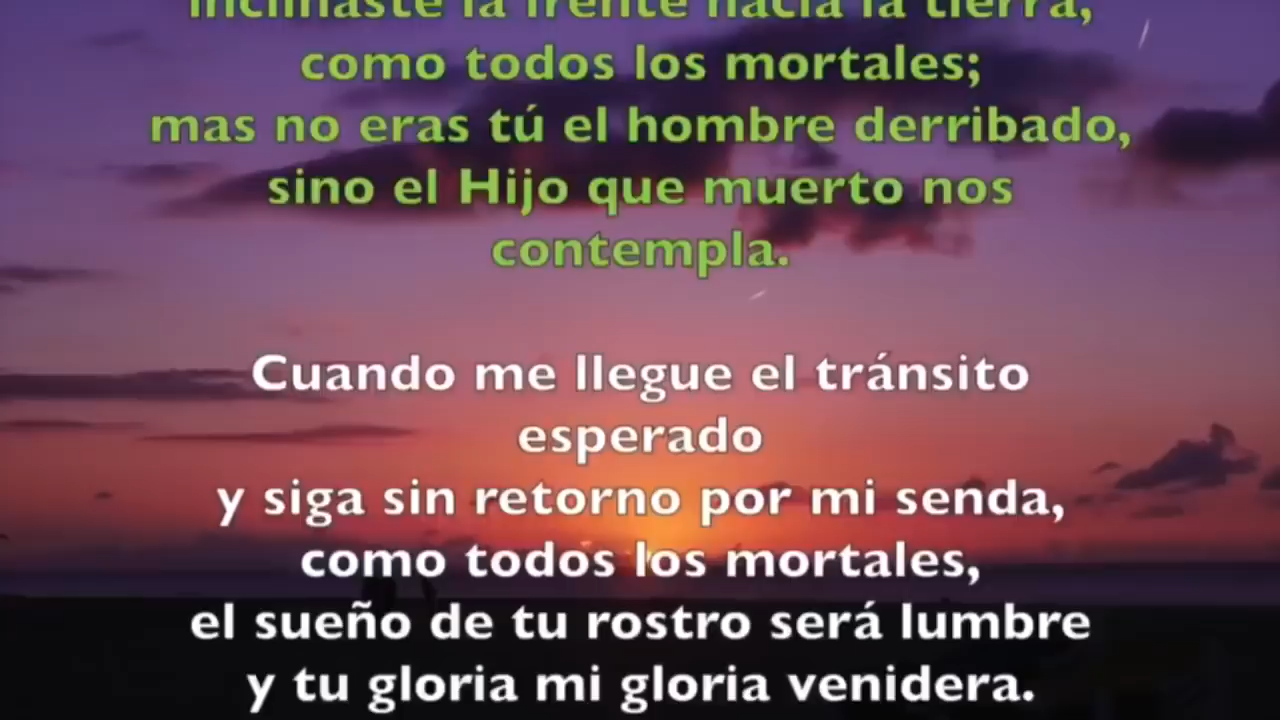 inclinaste la frente hacia la tierra,
como todos los mortales;
mas no eras tú el hombre derribado,
sino el Hijo que muerto nos
contempla.
Cuando me llegue el tránsito
esperado
y siga sin retorno por mi senda,
como todos los mortales,
el sueño de tu rostro será lumbre
y tu gloria mi gloria venidera.